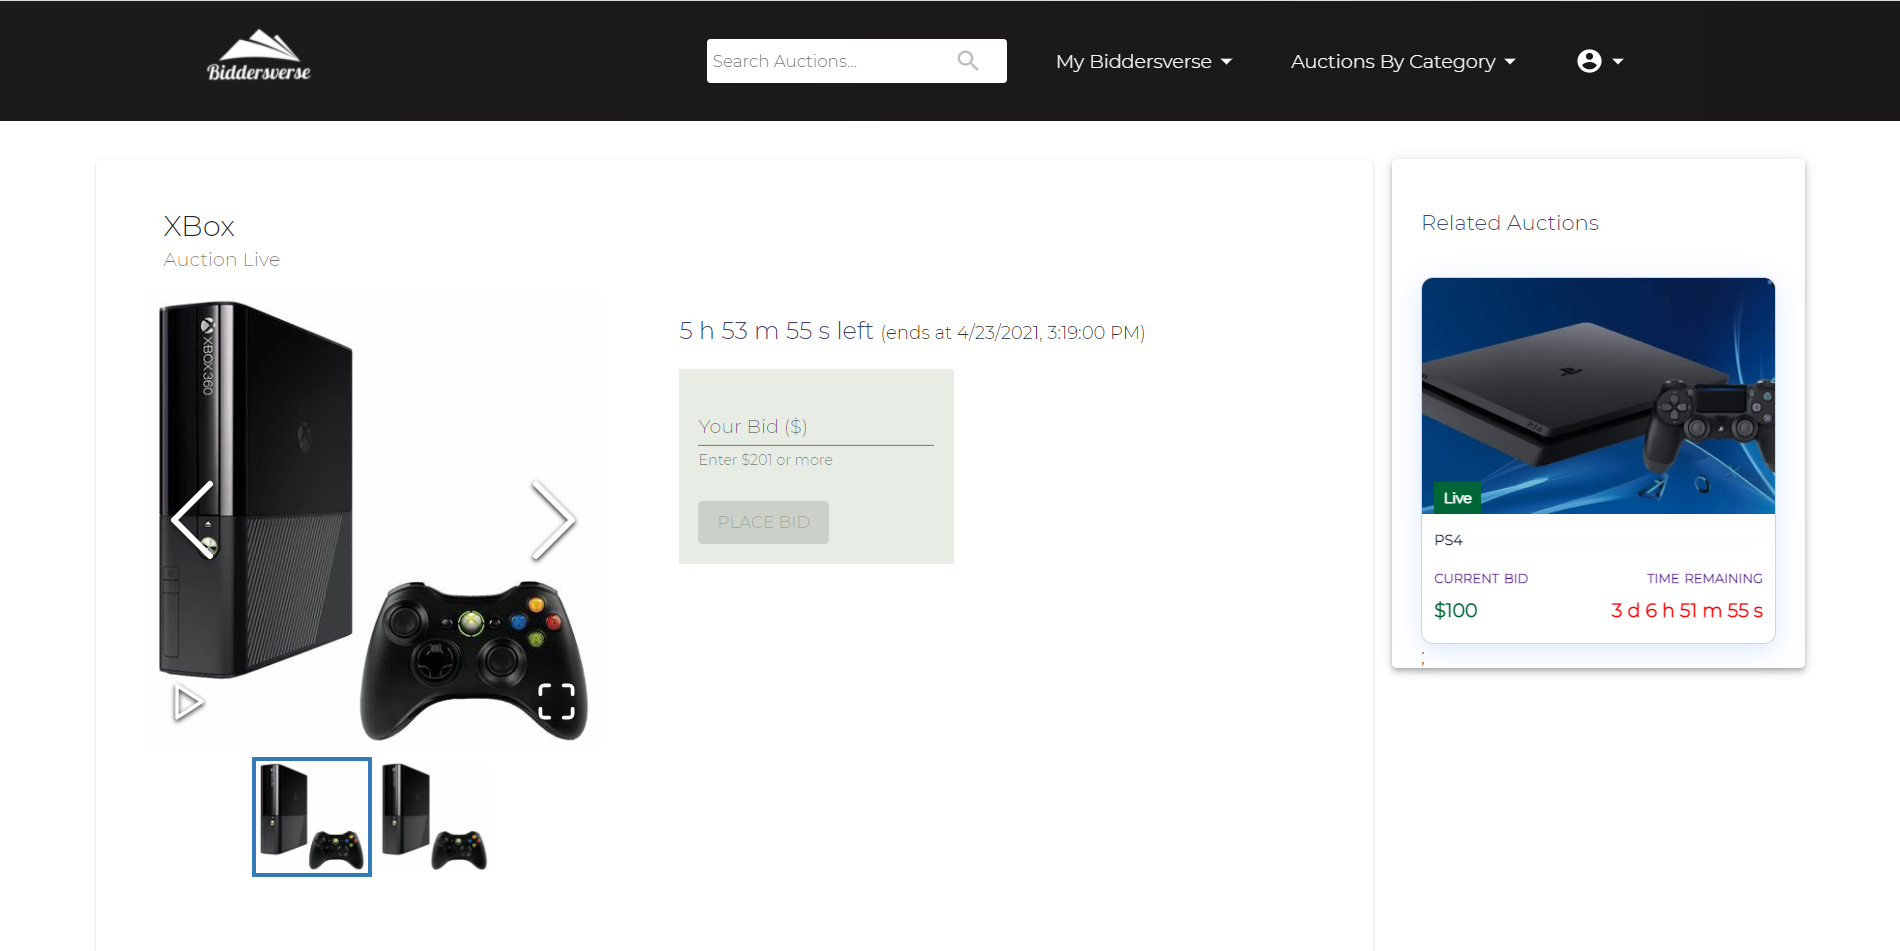 Biddersverse
Search Auctions...
My Biddersverse
Auctions By Category
XBox
Auction Live
XBOX 360
5 h 53 m 55 s left (ends at 4/23/2021, 3:19:00 PM)
Your Bid ($)
Enter $201 or more
PLACE BID
Related Auctions
PS4
Live
PS4
CURRENT BID
TIME REMAINING
$100
3 d 6 h 51 m 55 s
;